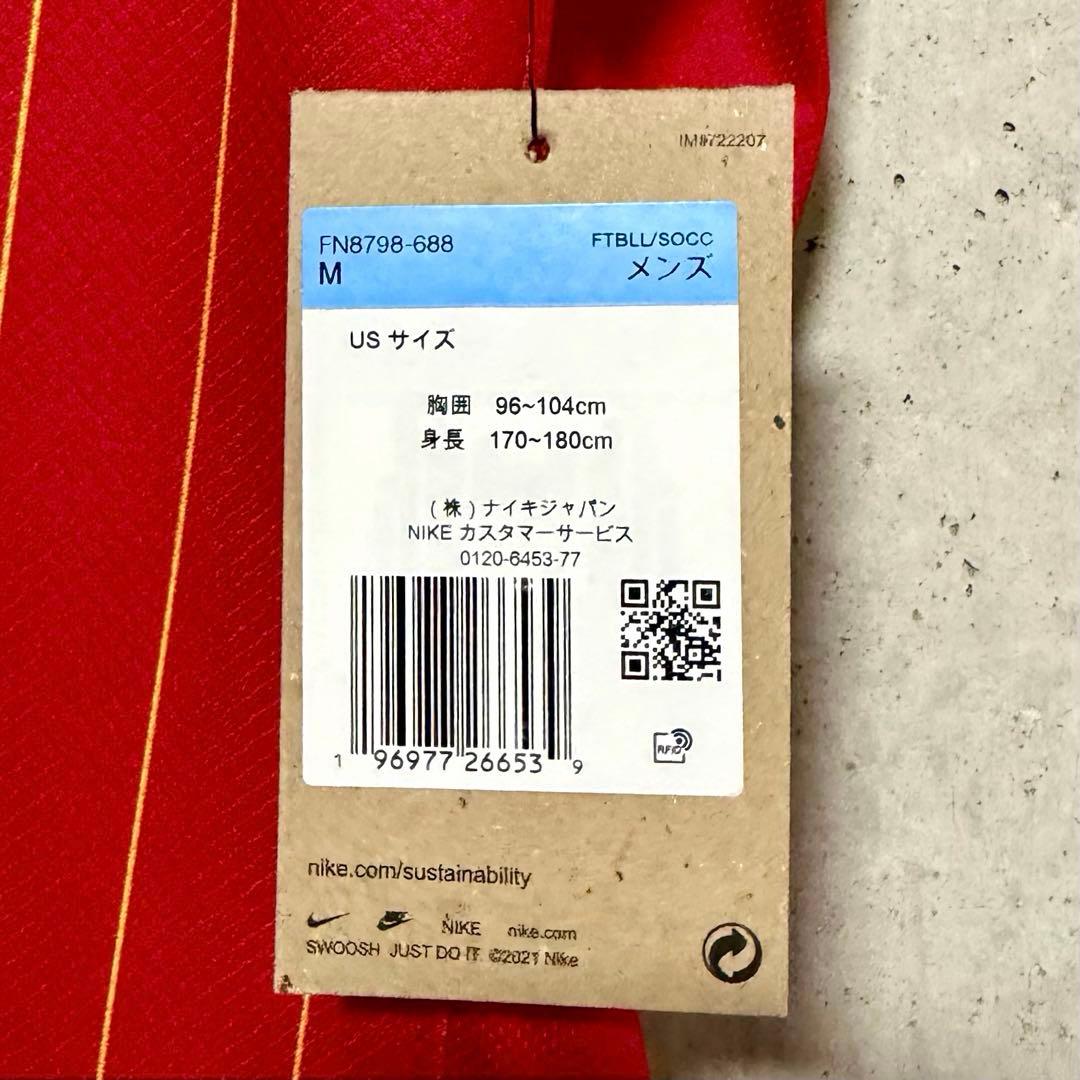 IM#722207
FN8798-688
FTBLL/SOCC
M
メンズ
US サイズ
胸囲 96~104cm
身長 170~180cm
(株)ナイキジャパン
NIKE カスタマーサービス
0120-6453-77
1 96977 26653 9
RFID
nike.com/sustainability
NIKE nike.com
SWOOSH JUST DO IT ©2021 Nike